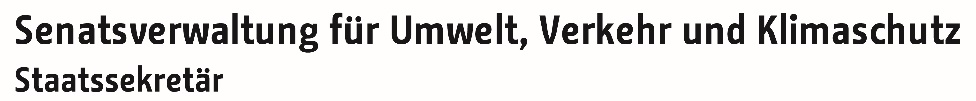 Senatsverwaltung für Umwelt, Verkehr und Klimaschutz
Staatssekretär